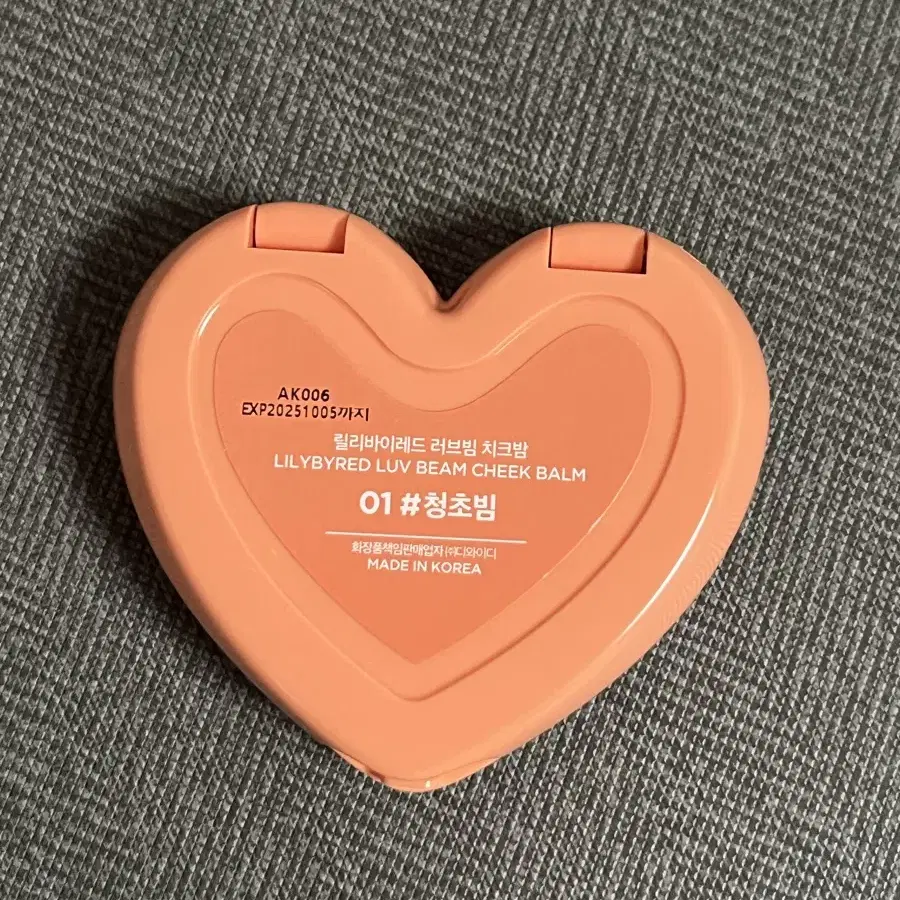 AK006
EXP20251005까지
릴리바이레드 러브빔 치크밤
LILYBYRED LUV BEAM CHEEK BALM
01 #청초빔
화장품책임판매업자 ㈜디와이디
MADE IN KOREA